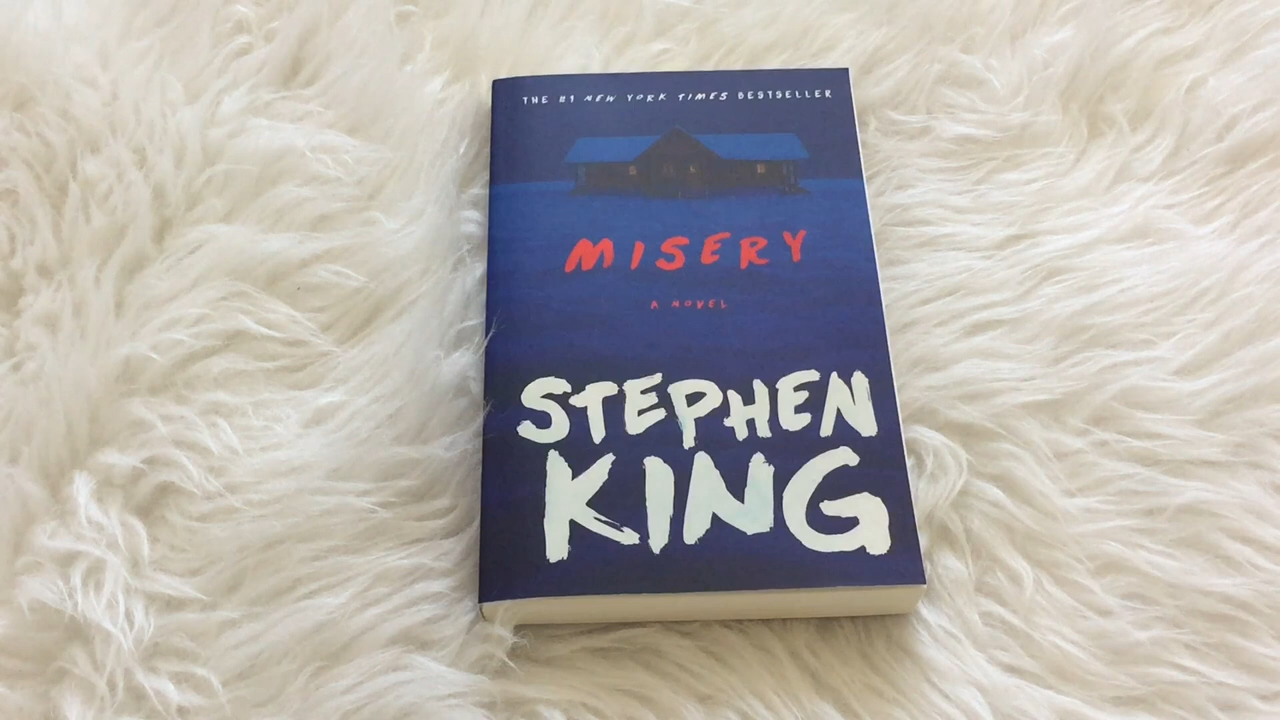 THE #1 NEW YORK TIMES BESTSELLER
MISERY
A NOVEL
STEPHEN
KING